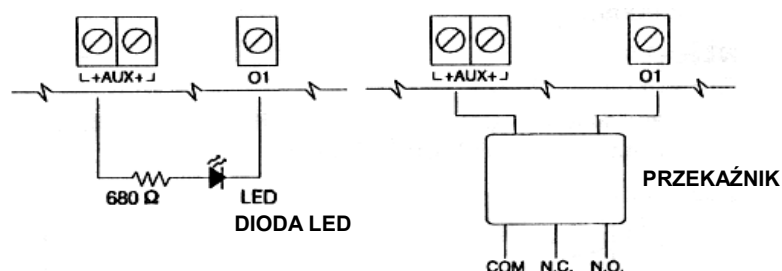 └+AUX+┘ O1
680 Ω LED
DIODA LED
└+AUX+┘ O1
PRZEKAŹNIK
COM N.C. N.O.